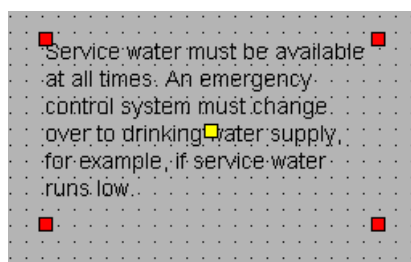 Service water must be available
at all times. An emergency
control system must change
over to drinking water supply,
for example, if service water
runs low.